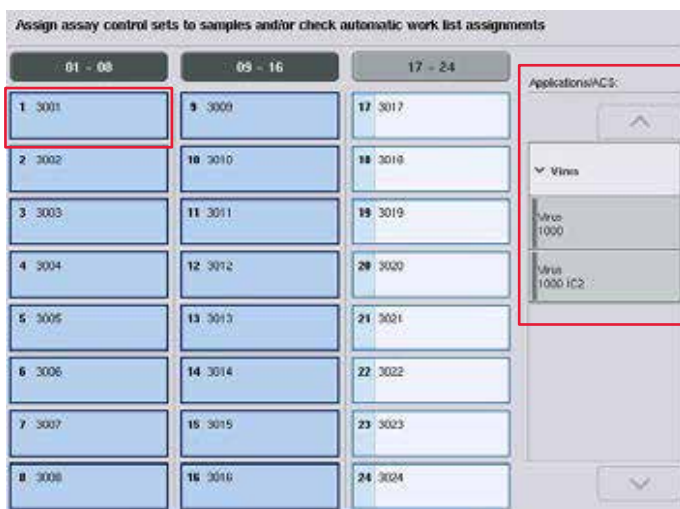 Assign assay control sets to samples and/or check automatic work list assignments
01 - 08
09 - 16
17 - 24
Applications/ACS:
1 3001
9 3009
17 3017
2 3002
10 3010
18 3018
Virus
3 3003
11 3011
19 3019
Virus
1000
4 3004
12 3012
20 3020
Virus
1000 IC2
5 3005
13 3013
21 3021
6 3006
14 3014
22 3022
7 3007
15 3015
23 3023
8 3008
16 3016
24 3024